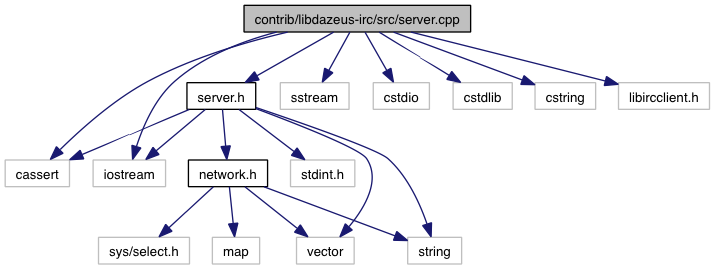 contrib/libdazeus-irc/src/server.cpp
server.h
sstream
cstdio
cstdlib
cstring
libircclient.h
cassert
iostream
network.h
stdint.h
sys/select.h
map
vector
string